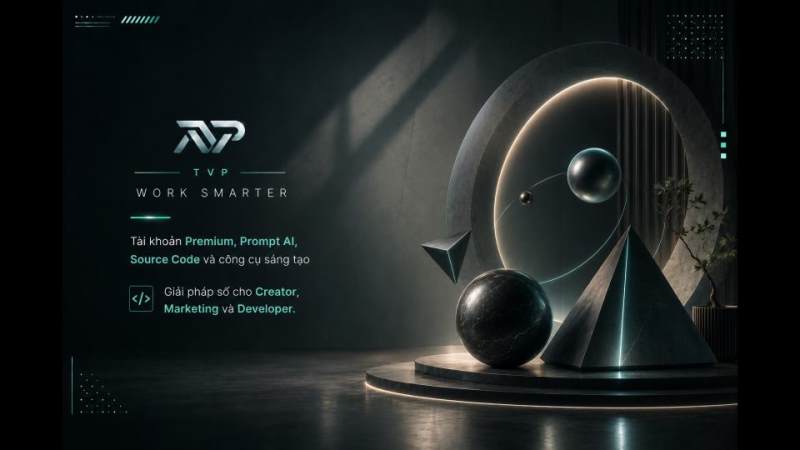 TVP
TVP
WORK SMARTER
Tài khoản Premium, Prompt AI,
Source Code và công cụ sáng tạo
</>
Giải pháp số cho Creator,
Marketing và Developer.